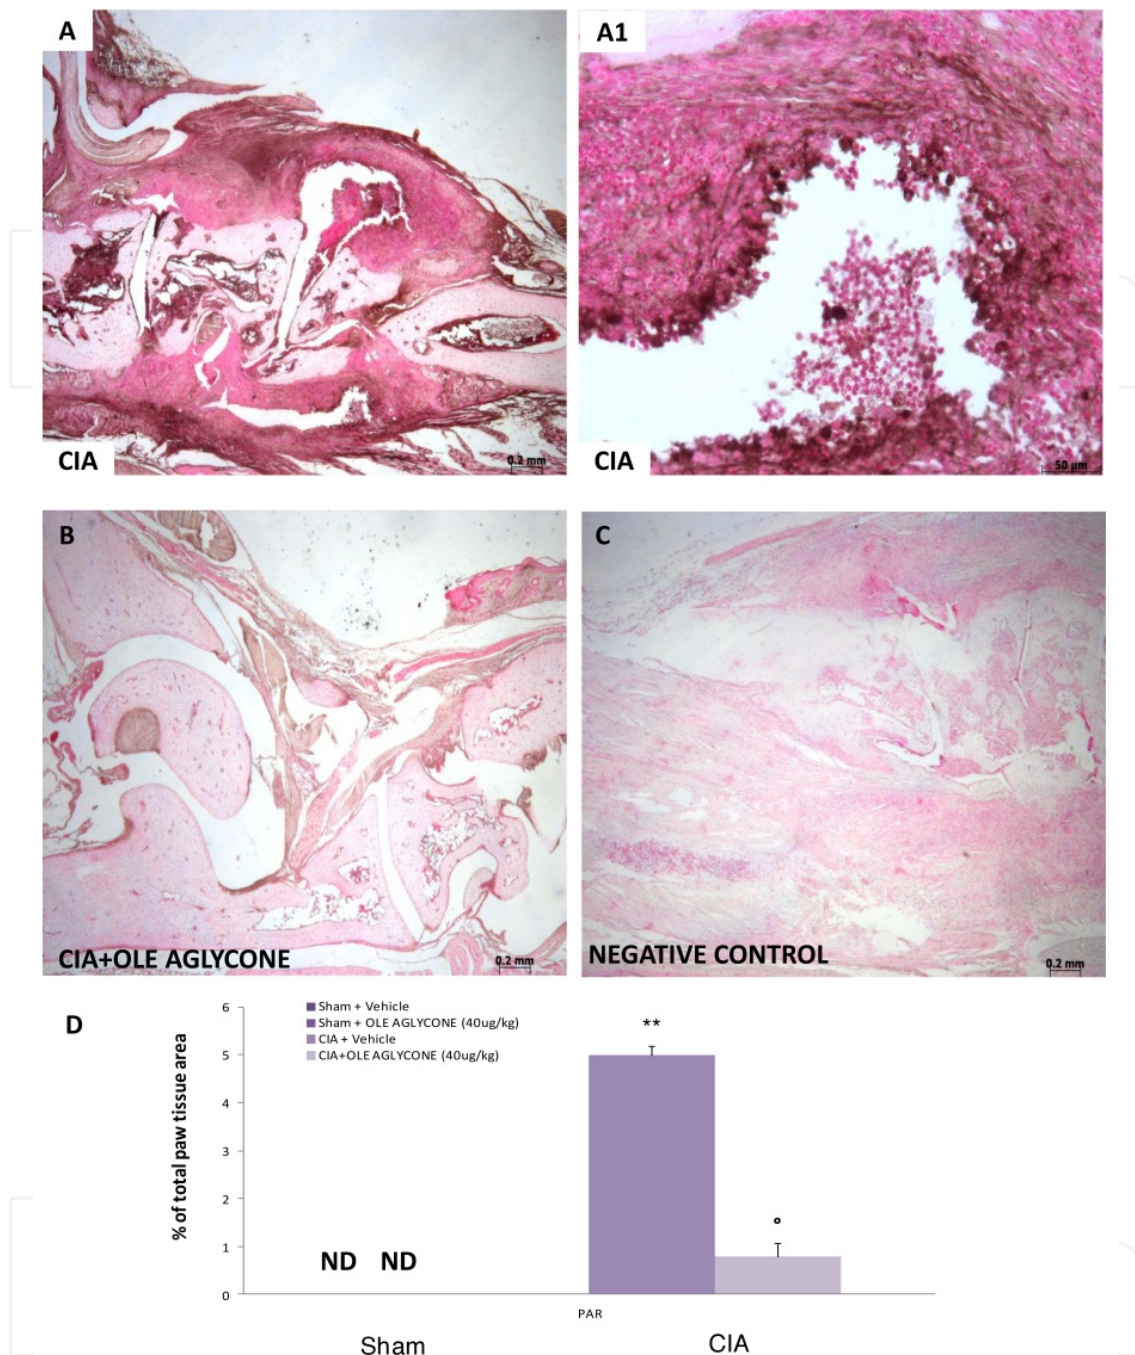 A
A1
CIA
0.2 mm
CIA
50 µm
B
C
CIA+OLE AGLYCONE
0.2 mm
NEGATIVE CONTROL
0.2 mm
D
% of total paw tissue area
6
5
4
3
2
1
0
Sham + Vehicle
Sham + OLE AGLYCONE (40ug/kg)
CIA + Vehicle
CIA+OLE AGLYCONE (40ug/kg)
**
°
ND ND
PAR
Sham CIA